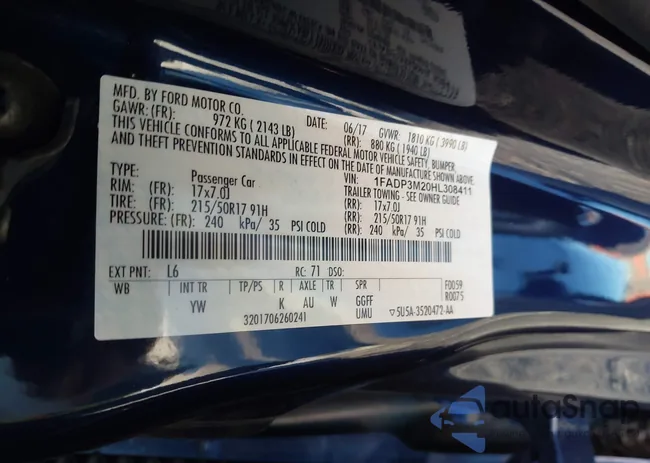 MFD. BY FORD MOTOR CO.
DATE: 06/17 GVWR: 1810 KG ( 3990 LB)
GAWR: (FR): 972 KG ( 2143 LB) (RR): 880 KG ( 1940 LB)
THIS VEHICLE CONFORMS TO ALL APPLICABLE FEDERAL MOTOR VEHICLE SAFETY, BUMPER,
AND THEFT PREVENTION STANDARDS IN EFFECT ON THE DATE OF MANUFACTURE SHOWN ABOVE.
VIN: 1FADP3M20HL308411
TYPE: Passenger Car TRAILER TOWING - SEE OWNER GUIDE
RIM: (FR): 17x7.0J (RR): 17x7.0J
TIRE: (FR): 215/50R17 91H (RR): 215/50R17 91H
PRESSURE: (FR): 240 kPa/ 35 PSI COLD (RR): 240 kPa/ 35 PSI COLD
EXT PNT: L6 RC: 71 DSO: F0059
WB INT TR TP/PS R AXLE TR SPR R0075
YW K AU W GGFF
3201706260241 UMU ▽5U5A-3520472-AA
autoSnap